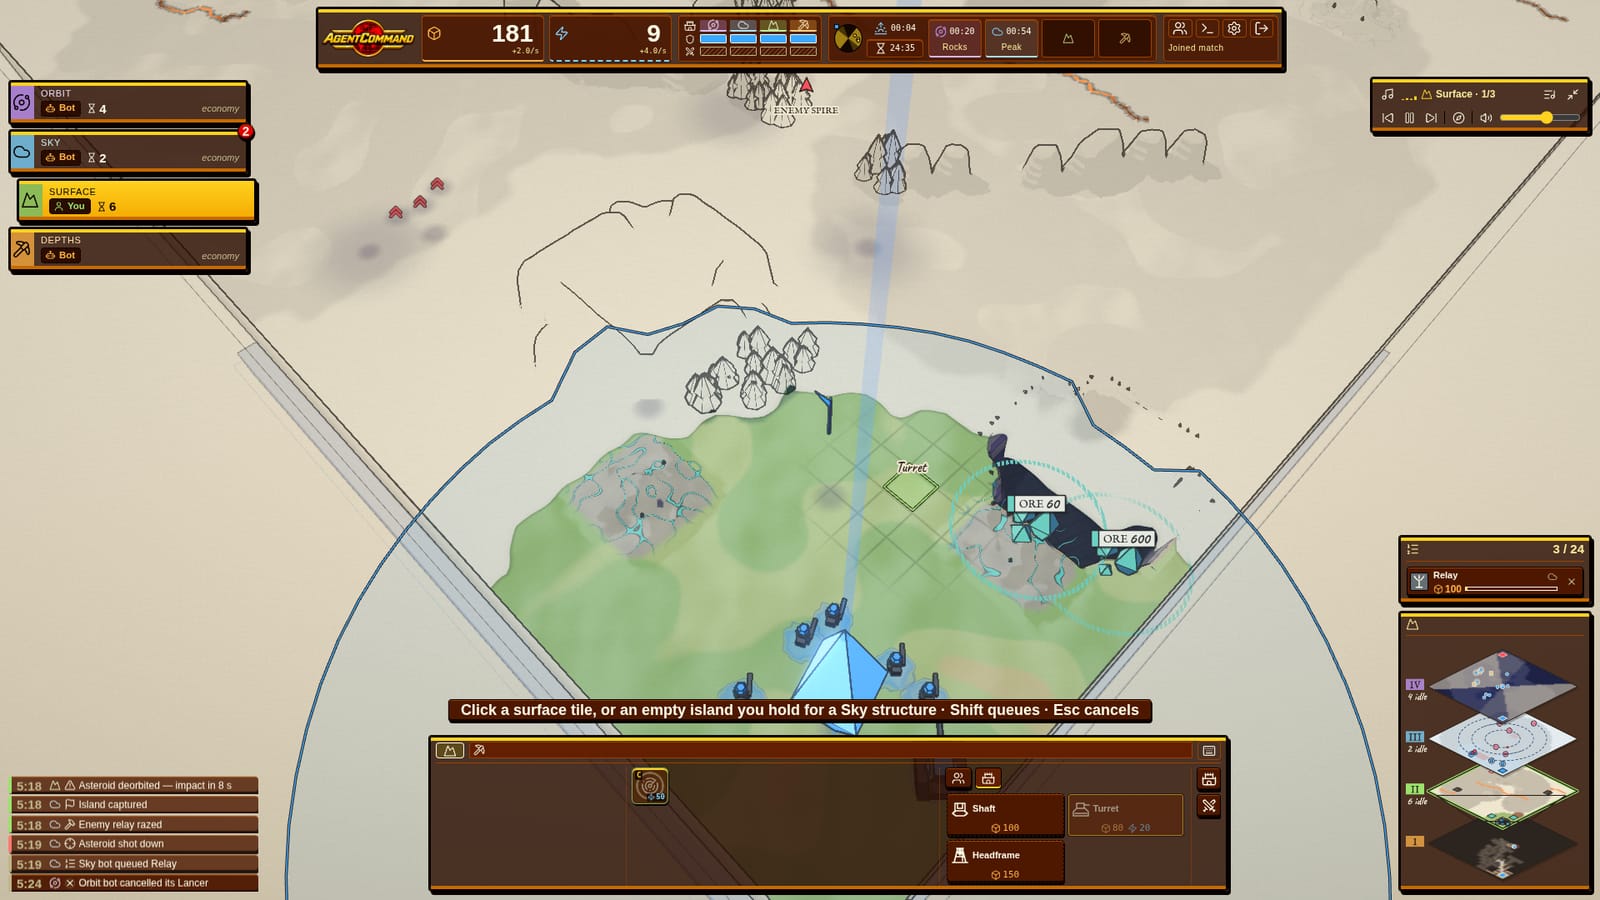 AGENTCOMMAND
181
+2.0/s
9
+4.0/s
00:04
24:35
00:20
Rocks
00:54
Peak
Joined match
ORBIT
Bot
4
economy
2
SKY
Bot
2
economy
SURFACE
You
6
DEPTHS
Bot
economy
Surface · 1/3
ENEMY SPIRE
Turret
ORE 60
ORE 600
3 / 24
Relay
100
IV
4 idle
III
2 idle
II
6 idle
I
Click a surface tile, or an empty island you hold for a Sky structure · Shift queues · Esc cancels
C
50
Shaft
100
Turret
80
20
Headframe
150
5:18 Asteroid deorbited — impact in 8 s
5:18 Island captured
5:18 Enemy relay razed
5:19 Asteroid shot down
5:19 Sky bot queued Relay
5:24 Orbit bot cancelled its Lancer